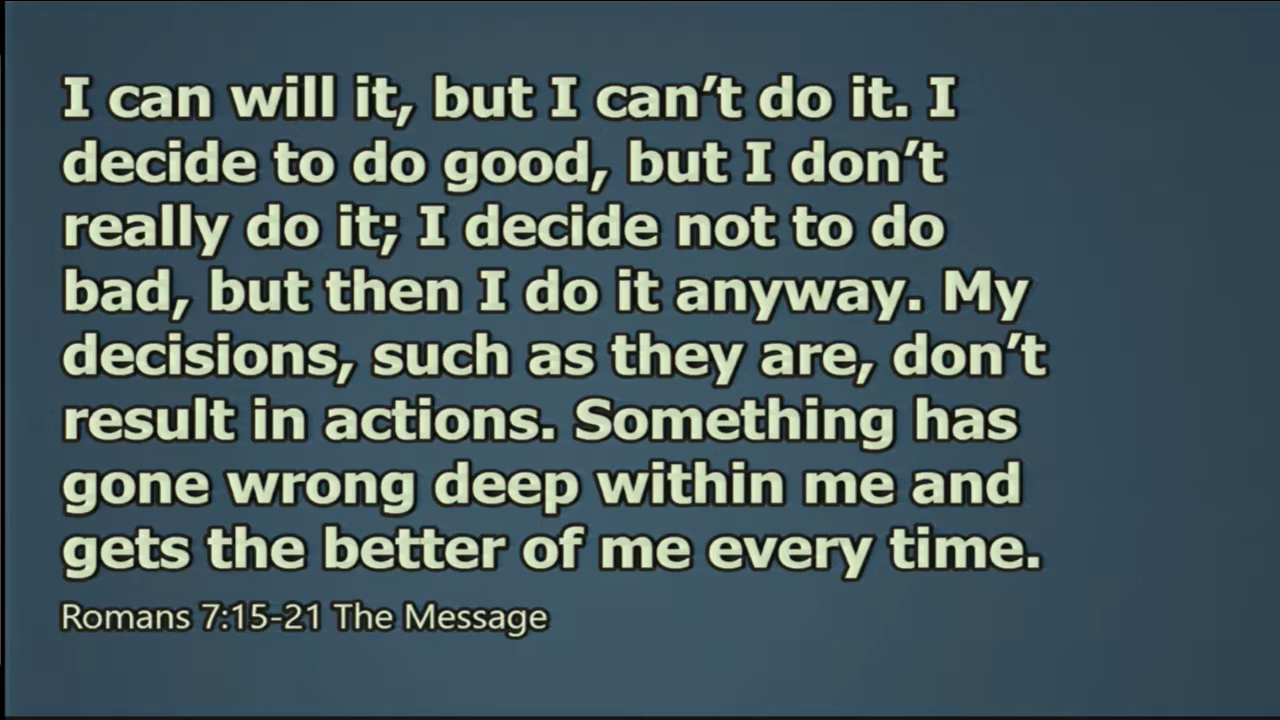 I can will it, but I can’t do it. I
decide to do good, but I don’t
really do it; I decide not to do
bad, but then I do it anyway. My
decisions, such as they are, don’t
result in actions. Something has
gone wrong deep within me and
gets the better of me every time.
Romans 7:15-21 The Message